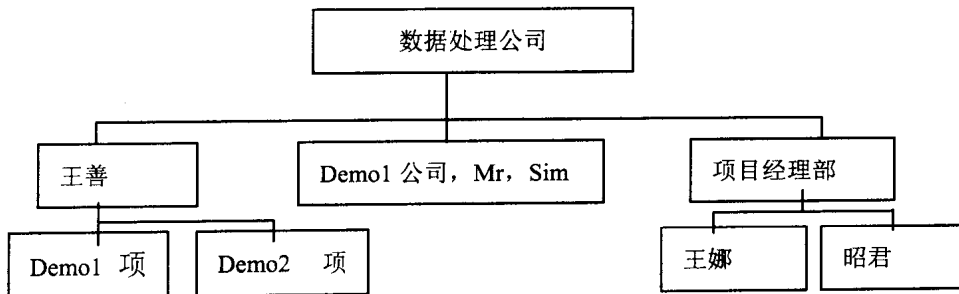 数据处理公司
王善
Demo1 公司，Mr，Sim
项目经理部
Demo1 项
Demo2 项
王娜
昭君